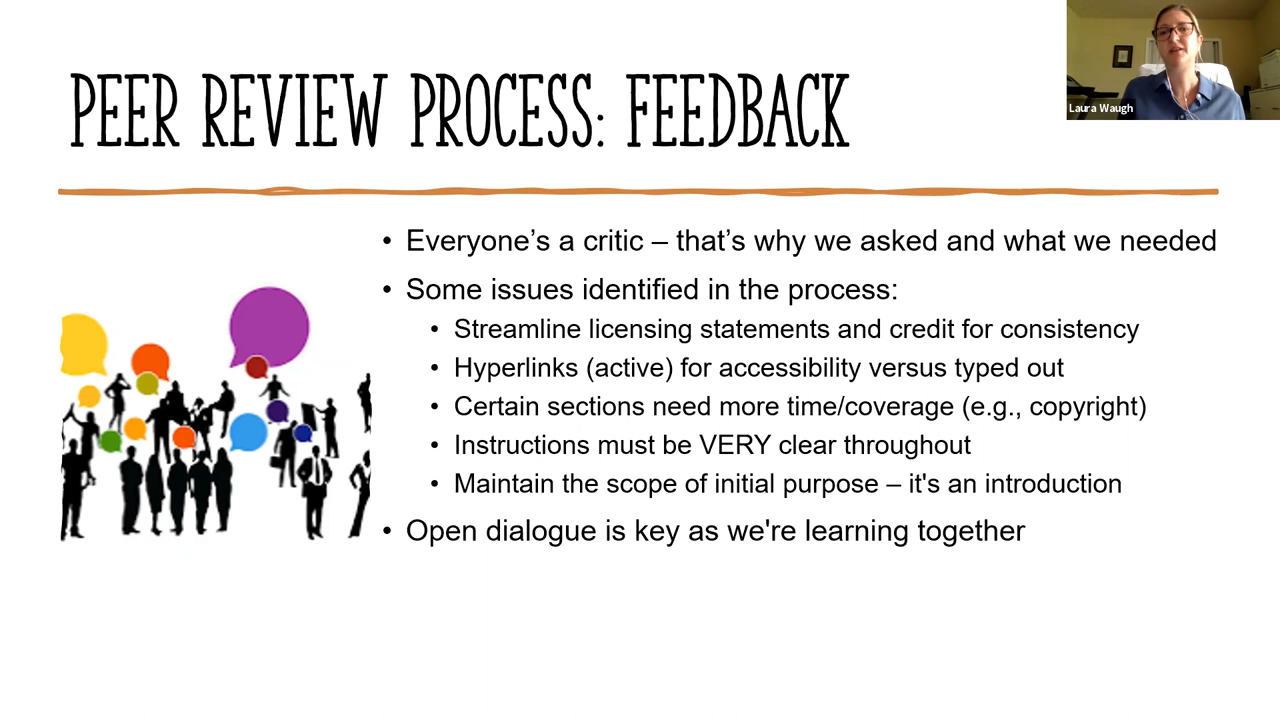 PEER REVIEW PROCESS: FEEDBACK
Laura Waugh
• Everyone’s a critic – that’s why we asked and what we needed
• Some issues identified in the process:
• Streamline licensing statements and credit for consistency
• Hyperlinks (active) for accessibility versus typed out
• Certain sections need more time/coverage (e.g., copyright)
• Instructions must be VERY clear throughout
• Maintain the scope of initial purpose – it's an introduction
• Open dialogue is key as we're learning together